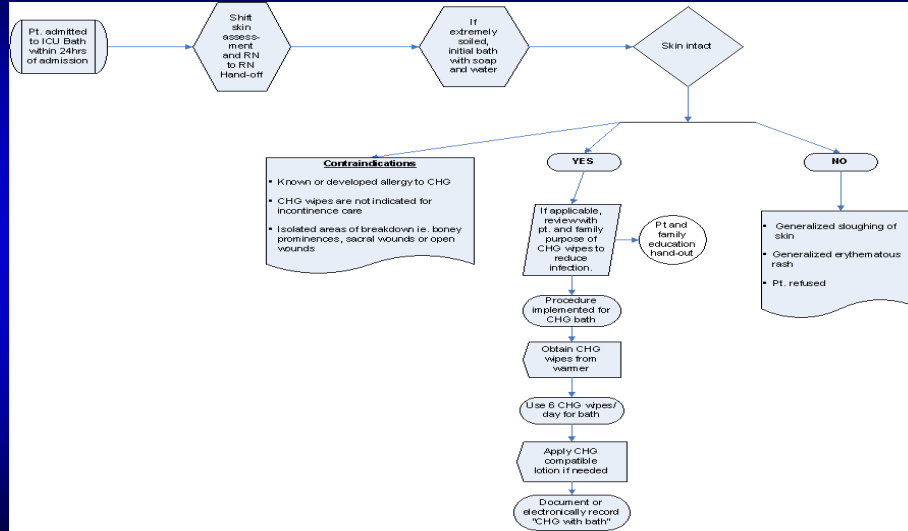 Pt. admitted
to ICU Bath
within 24hrs
of admission
Shift
skin
assess-
ment
and RN
to RN
Hand-off
If
extremely
soiled,
initial bath
with soap
and water
Skin intact
Contraindications
• Known or developed allergy to CHG
• CHG wipes are not indicated for
incontinence care
• Isolated areas of breakdown ie. boney
prominences, sacral wounds or open
wounds
YES
If applicable,
review with
pt. and family
purpose of
CHG wipes to
reduce
infection.
Pt and
family
education
hand-out
Procedure
implemented for
CHG bath
Obtain CHG
wipes from
warmer
Use 6 CHG wipes/
day for bath
Apply CHG
compatible
lotion if needed
Document or
electronically record
"CHG with bath"
NO
• Generalized sloughing of
skin
• Generalized erythematous
rash
• Pt. refused